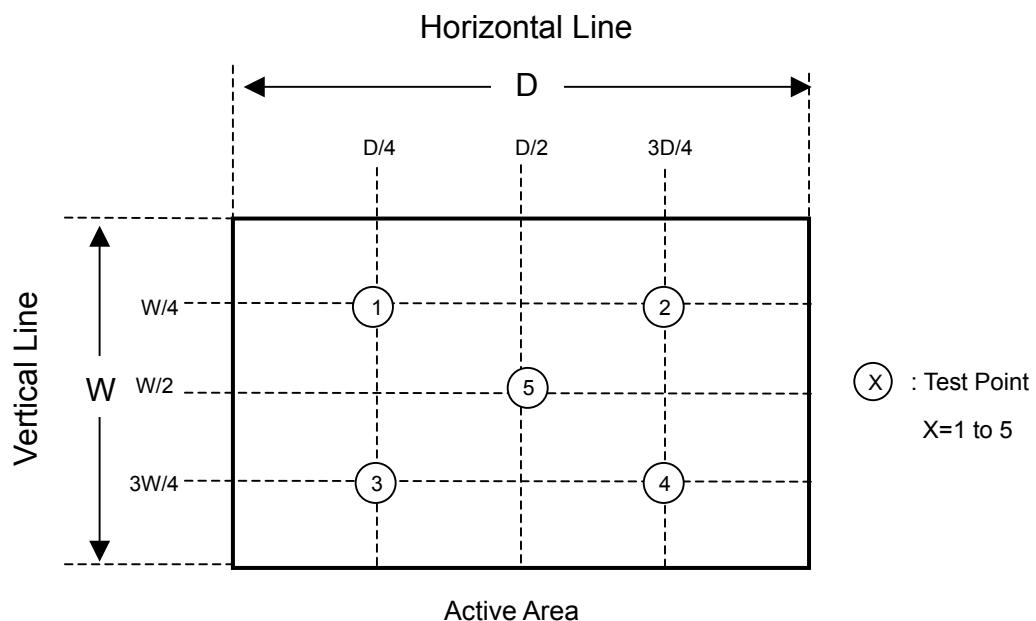 Horizontal Line
D
D/4 D/2 3D/4
Vertical Line
W
W/4
W/2
3W/4
1
2
5
3
4
X : Test Point
X=1 to 5
Active Area